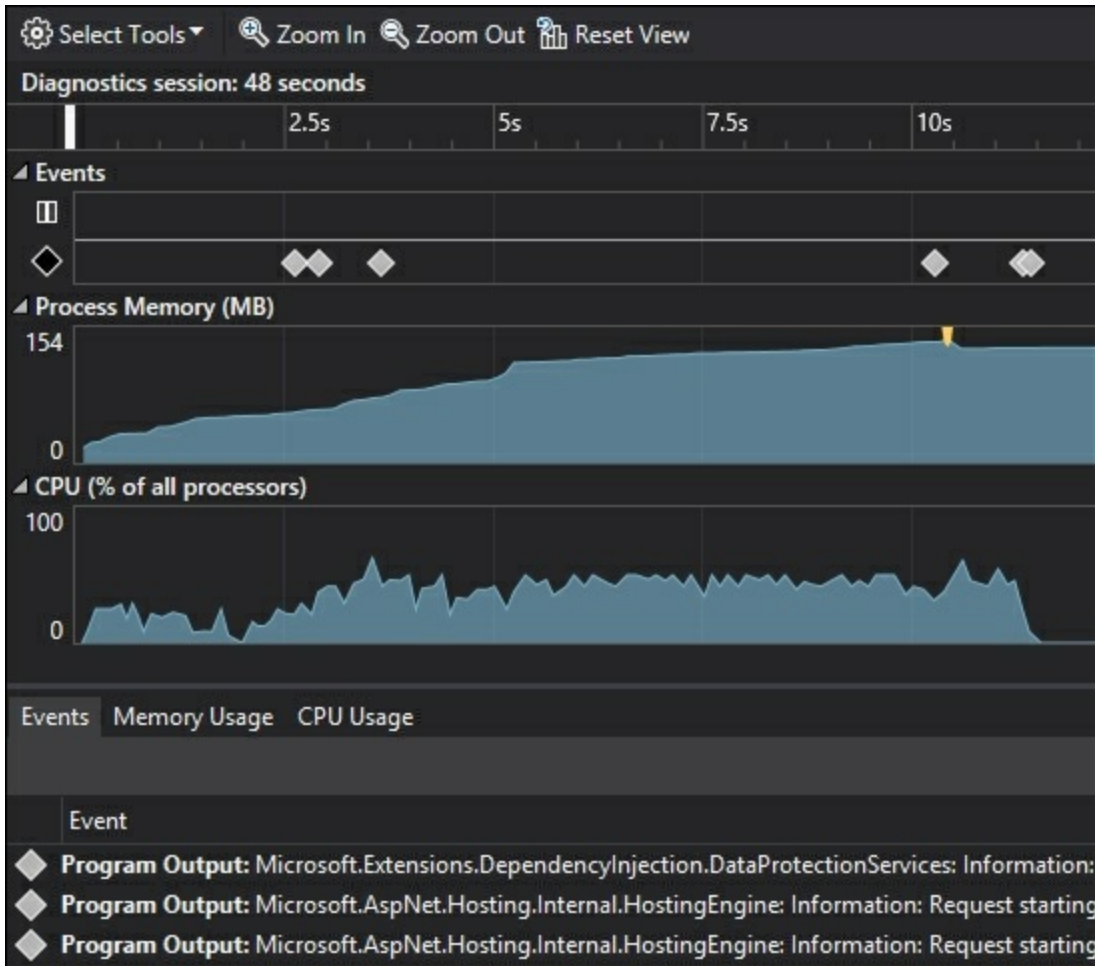 Select Tools Zoom In Zoom Out Reset View
Diagnostics session: 48 seconds
2.5s 5s 7.5s 10s
Events
Process Memory (MB)
154
0
CPU (% of all processors)
100
0
Events Memory Usage CPU Usage
Event
Program Output: Microsoft.Extensions.DependencyInjection.DataProtectionServices: Information:
Program Output: Microsoft.AspNet.Hosting.Internal.HostingEngine: Information: Request starting
Program Output: Microsoft.AspNet.Hosting.Internal.HostingEngine: Information: Request starting